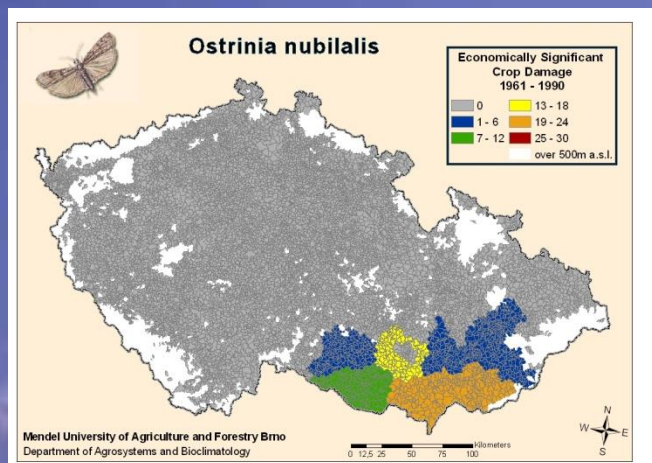 Ostrinia nubilalis
Economically Significant
Crop Damage
1961 - 1990
0
13 - 18
1 - 6
19 - 24
7 - 12
25 - 30
over 500m a.s.l.
Mendel University of Agriculture and Forestry Brno
Department of Agrosystems and Bioclimatology
0 12,5 25 50 75 100 Kilometers
N
W E
S